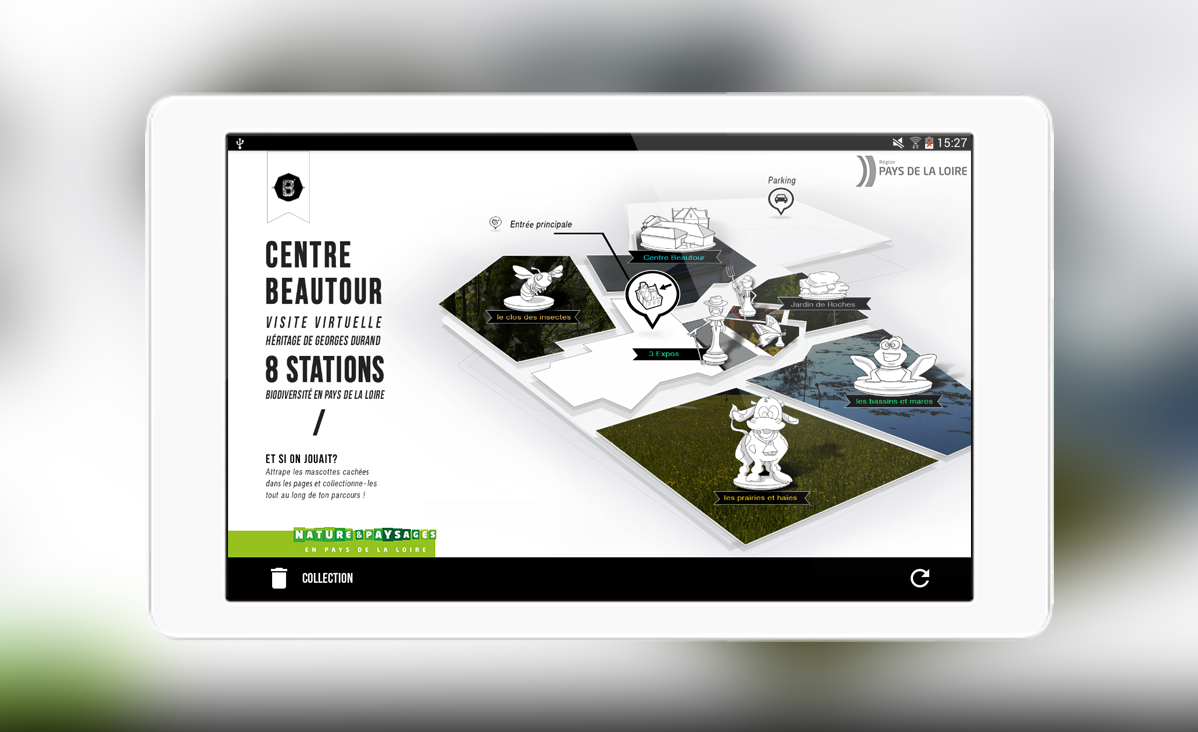 15:27
Région
PAYS DE LA LOIRE
B
Parking
Entrée principale
CENTRE
BEAUTOUR
VISITE VIRTUELLE
HÉRITAGE DE GEORGES DURAND
8 STATIONS
BIODIVERSITÉ EN PAYS DE LA LOIRE
/
ET SI ON JOUAIT?
Attrape les mascottes cachées
dans les pages et collectionne-les
tout au long de ton parcours !
Centre Beautour
le clos des insectes
Jardin de Roches
3 Expos
les bassins et mares
les prairies et haies
NATURE & PAYSAGES
EN PAYS DE LA LOIRE
COLLECTION